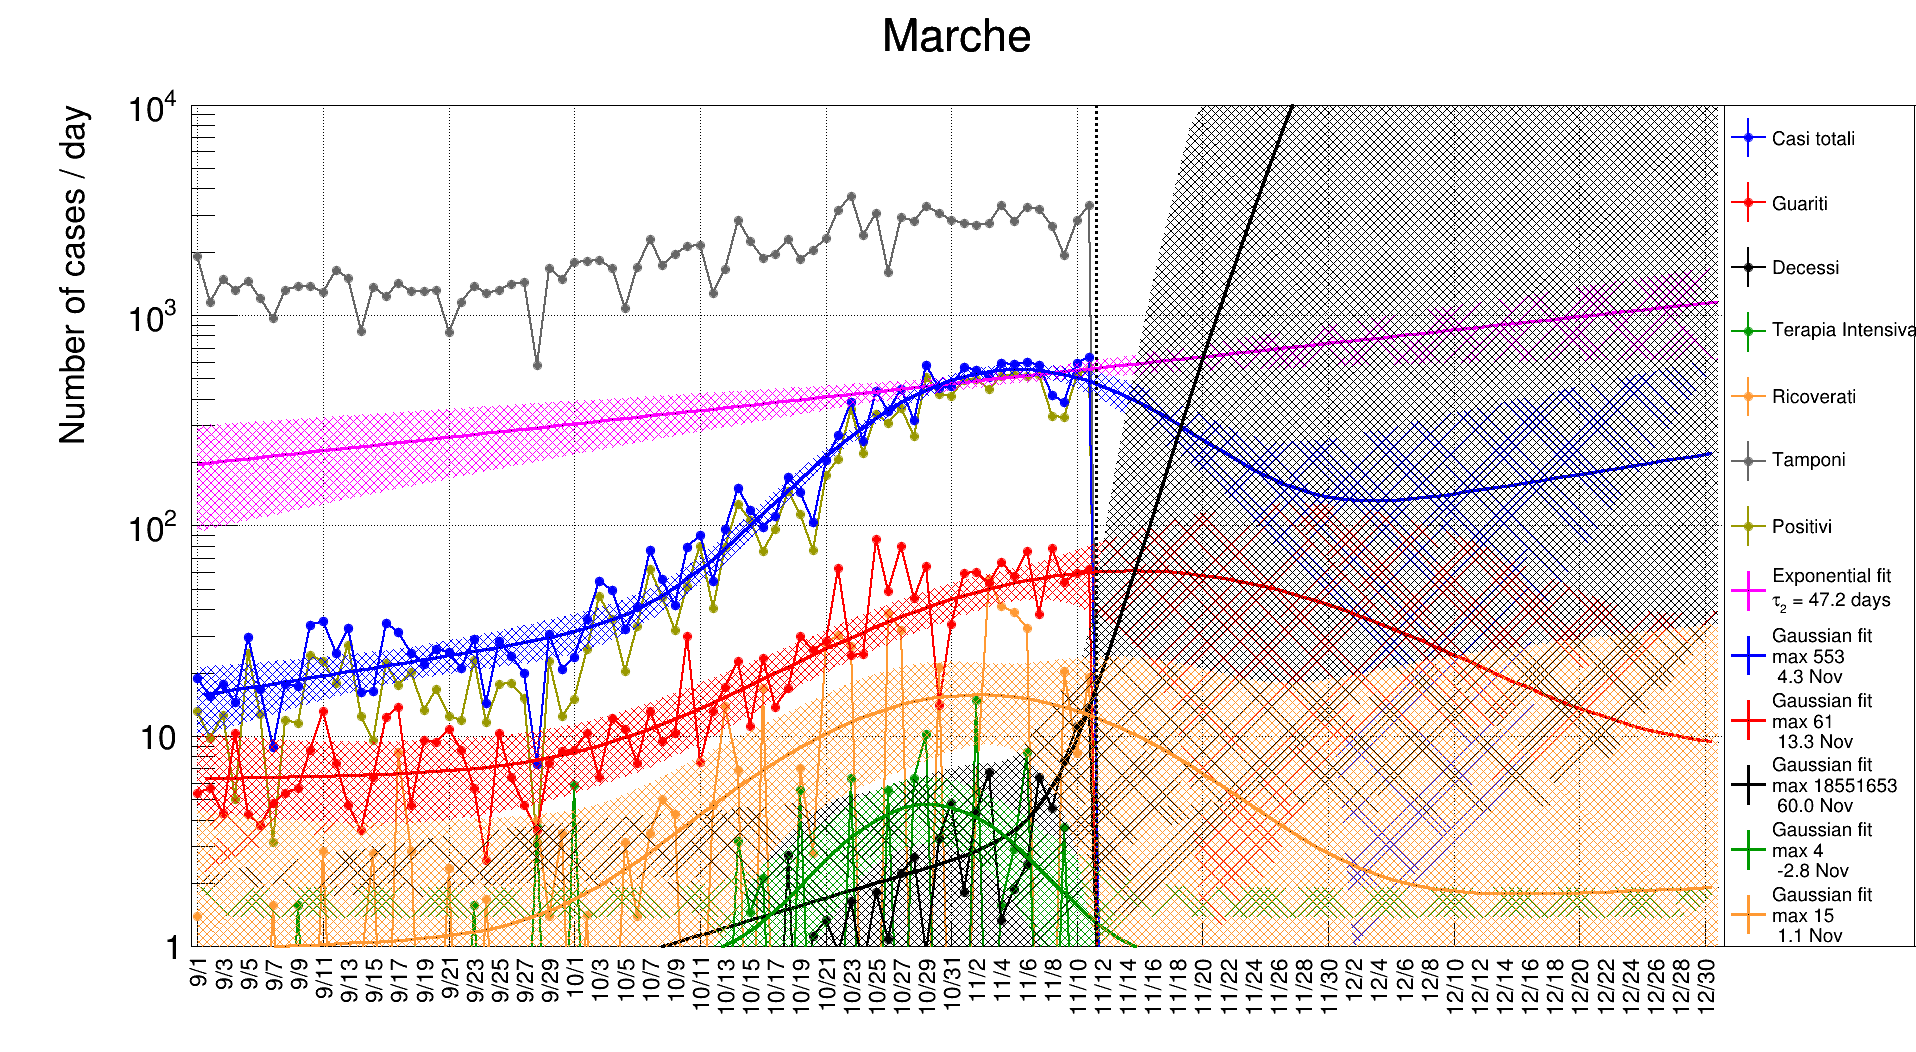 Marche
Number of cases / day
10⁴
10³
10²
10
1
9/1
9/3
9/5
9/7
9/9
9/11
9/13
9/15
9/17
9/19
9/21
9/23
9/25
9/27
9/29
10/1
10/3
10/5
10/7
10/9
10/11
10/13
10/15
10/17
10/19
10/21
10/23
10/25
10/27
10/29
10/31
11/2
11/4
11/6
11/8
11/10
11/12
11/14
11/16
11/18
11/20
11/22
11/24
11/26
11/28
11/30
12/2
12/4
12/6
12/8
12/10
12/12
12/14
12/16
12/18
12/20
12/22
12/24
12/26
12/28
12/30
Casi totali
Guariti
Decessi
Terapia Intensiva
Ricoverati
Tamponi
Positivi
Exponential fit
τ₂ = 47.2 days
Gaussian fit
max 553
4.3 Nov
Gaussian fit
max 61
13.3 Nov
Gaussian fit
max 18551653
60.0 Nov
Gaussian fit
max 4
-2.8 Nov
Gaussian fit
max 15
1.1 Nov